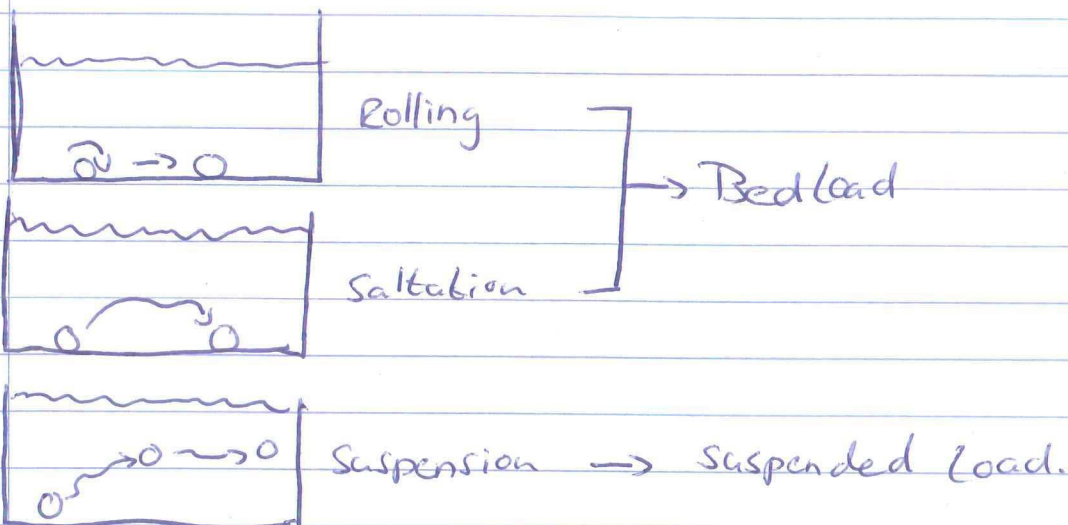 Rolling
→ Bedload
Saltation
Suspension → Suspended load.